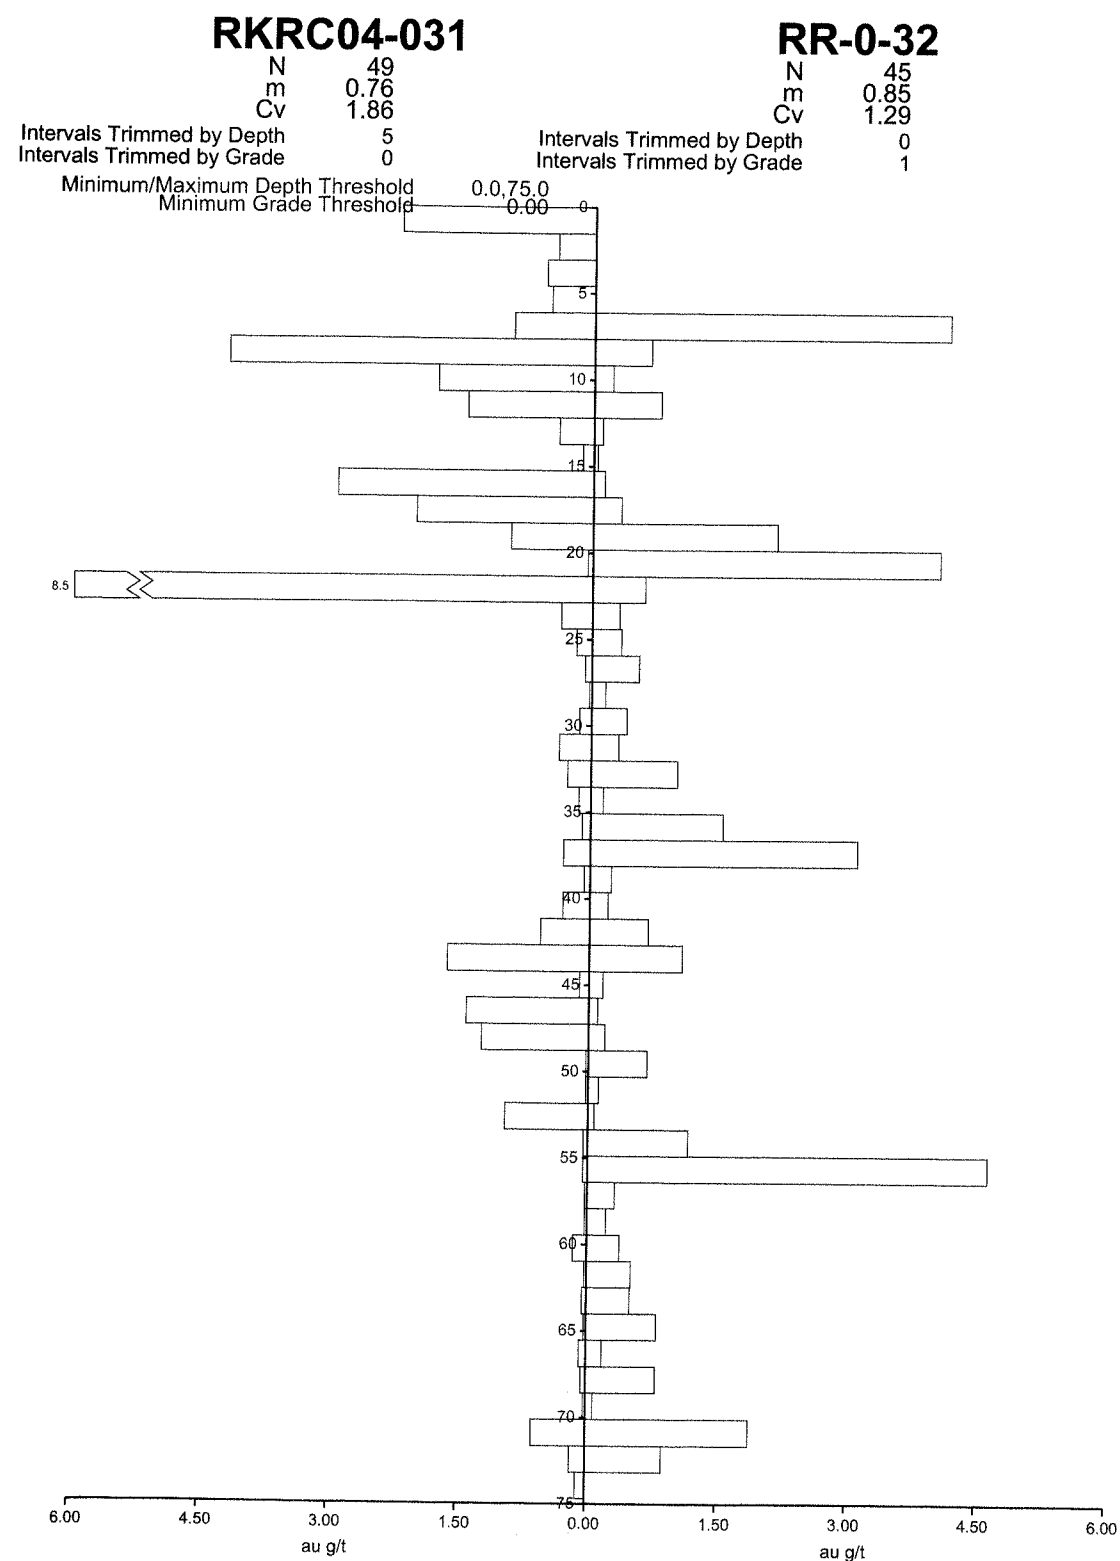 RKRC04-031
N 49
m 0.76
Cv 1.86
Intervals Trimmed by Depth 5
Intervals Trimmed by Grade 0
RR-0-32
N 45
m 0.85
Cv 1.29
Intervals Trimmed by Depth 0
Intervals Trimmed by Grade 1
Minimum/Maximum Depth Threshold 0.0,75.0
Minimum Grade Threshold 0.00
0
5
10
15
20
8.5
25
30
35
40
45
50
55
60
65
70
75
6.00 4.50 3.00 1.50 0.00 1.50 3.00 4.50 6.00
au g/t au g/t